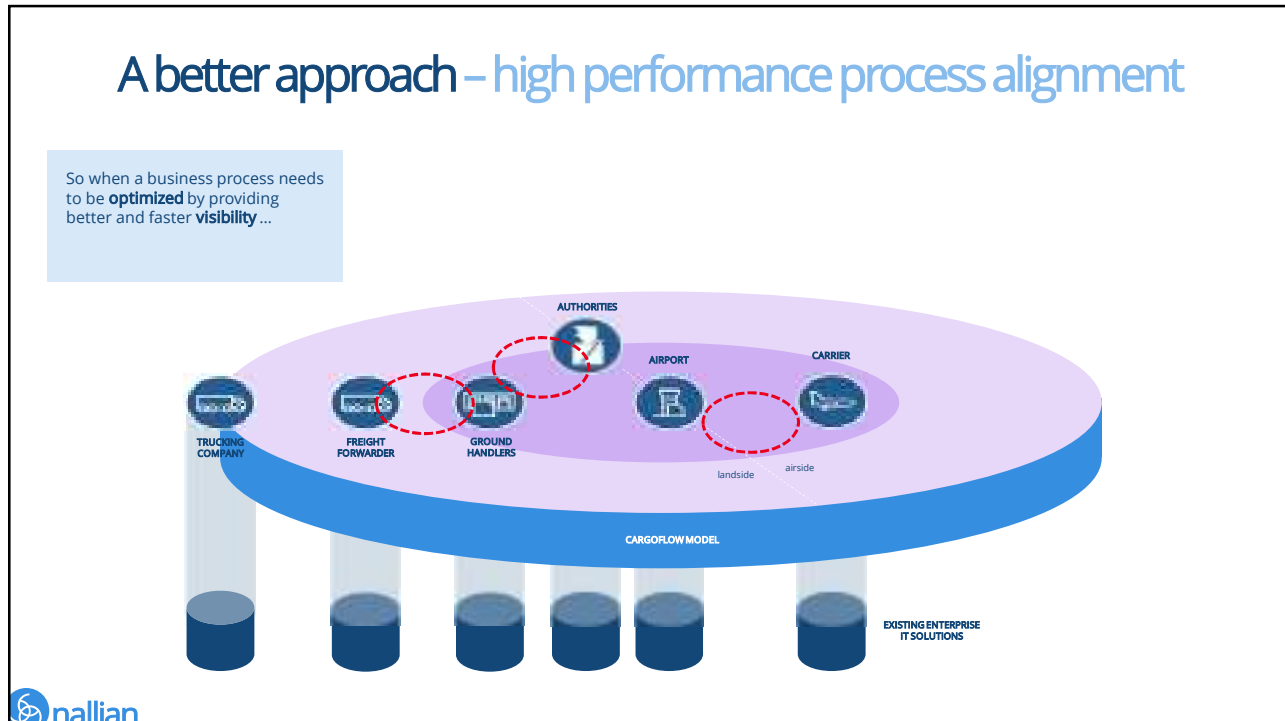 A better approach – high performance process alignment
So when a business process needs
to be optimized by providing
better and faster visibility ...
AUTHORITIES
AIRPORT
CARRIER
TRUCKING
COMPANY
FREIGHT
FORWARDER
GROUND
HANDLERS
landside
airside
CARGOFLOW MODEL
EXISTING ENTERPRISE
IT SOLUTIONS
nallian